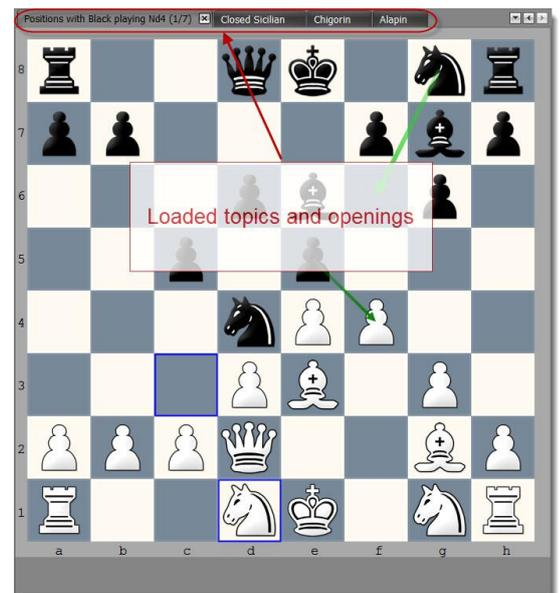 Positions with Black playing Nd4 (1/7) Closed Sicilian Chigorin Alapin
8
7
6
Loaded topics and openings
5
4
3
2
1
a b c d e f g h